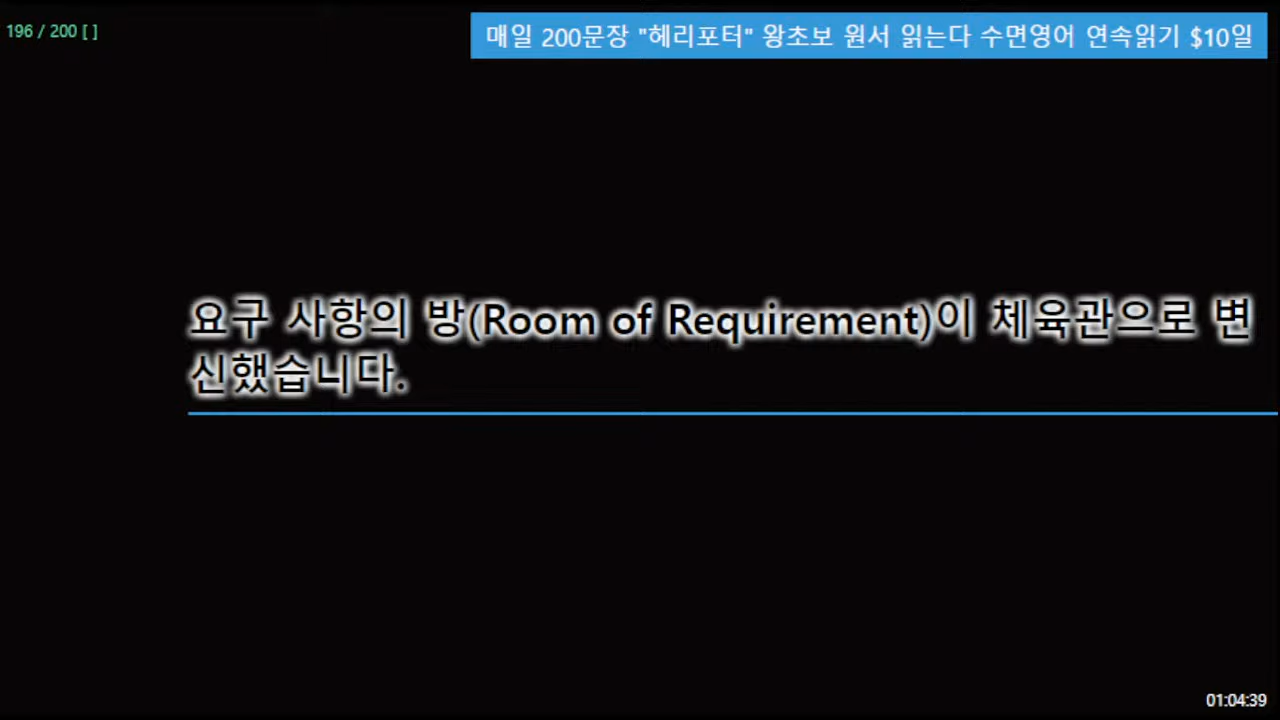 196 / 200 [ ]
매일 200문장 "헤리포터" 왕초보 원서 읽는다 수면영어 연속읽기 $10일
요구 사항의 방(Room of Requirement)이 체육관으로 변
신했습니다.
01:04:39